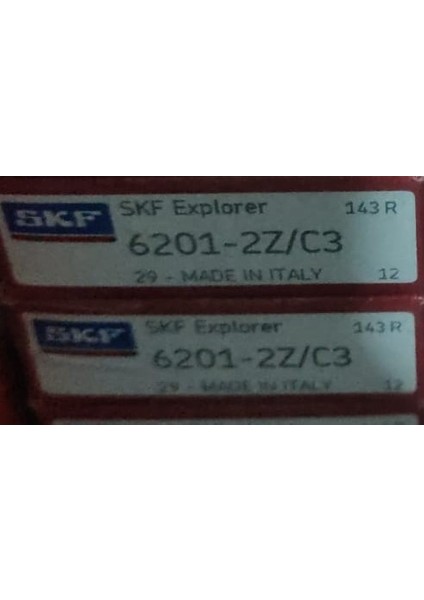 SKF
SKF Explorer 143 R
6201-2Z/C3
29 - MADE IN ITALY 12
SKF
SKF Explorer 143 R
6201-2Z/C3
29 - MADE IN ITALY 12